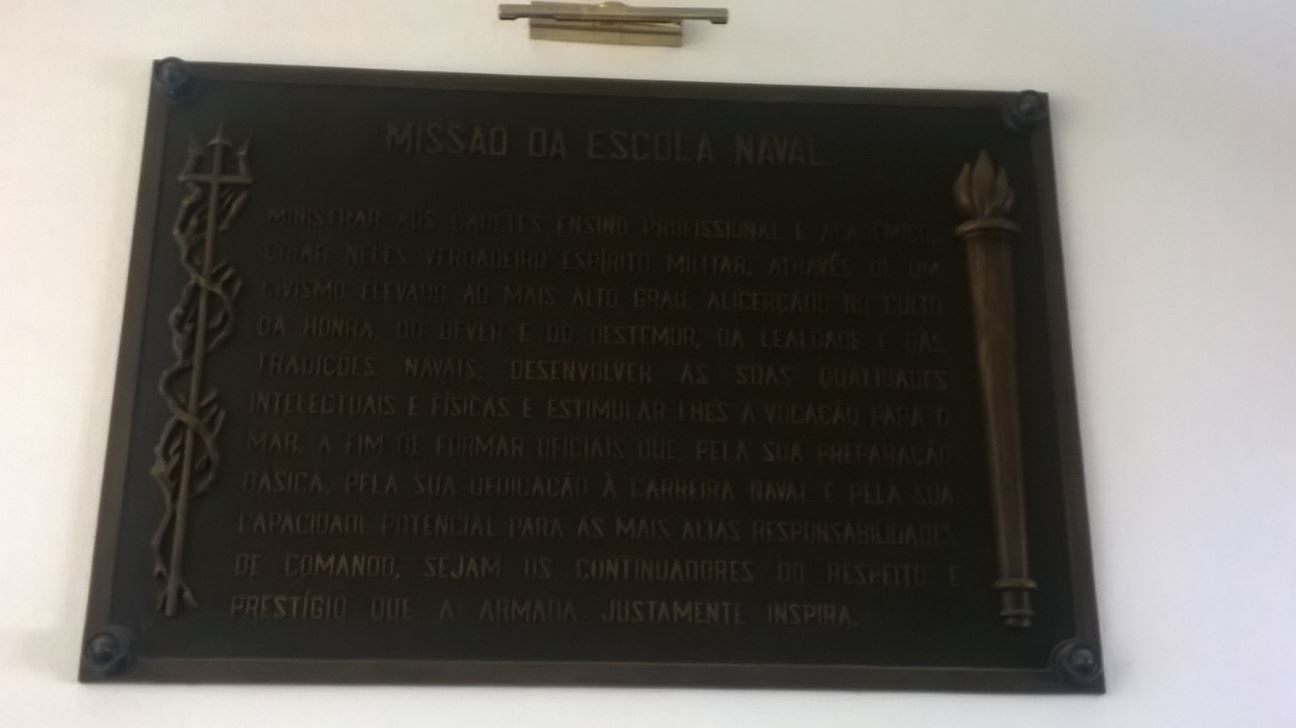 MISSÃO DA ESCOLA NAVAL
MINISTRAR AOS CADETES ENSINO PROFISSIONAL E ACADÊMICO,
CRIAR NELES VERDADEIRO ESPÍRITO MILITAR, ATRAVÉS DE UM
CIVISMO ELEVADO AO MAIS ALTO GRAU, ALICERÇADO NO CULTO
DA HONRA, DO DEVER E DO DESTEMOR, DA LEALDADE E DAS
TRADIÇÕES NAVAIS; DESENVOLVER AS SUAS QUALIDADES
INTELECTUAIS E FÍSICAS E ESTIMULAR-LHES A VOCAÇÃO PARA O
MAR, A FIM DE FORMAR OFICIAIS QUE, PELA SUA PREPARAÇÃO
BÁSICA, PELA SUA DEDICAÇÃO À CARREIRA NAVAL E PELA SUA
CAPACIDADE POTENCIAL PARA AS MAIS ALTAS RESPONSABILIDADES
DE COMANDO, SEJAM OS CONTINUADORES DO RESPEITO E
PRESTÍGIO QUE A ARMADA JUSTAMENTE INSPIRA.